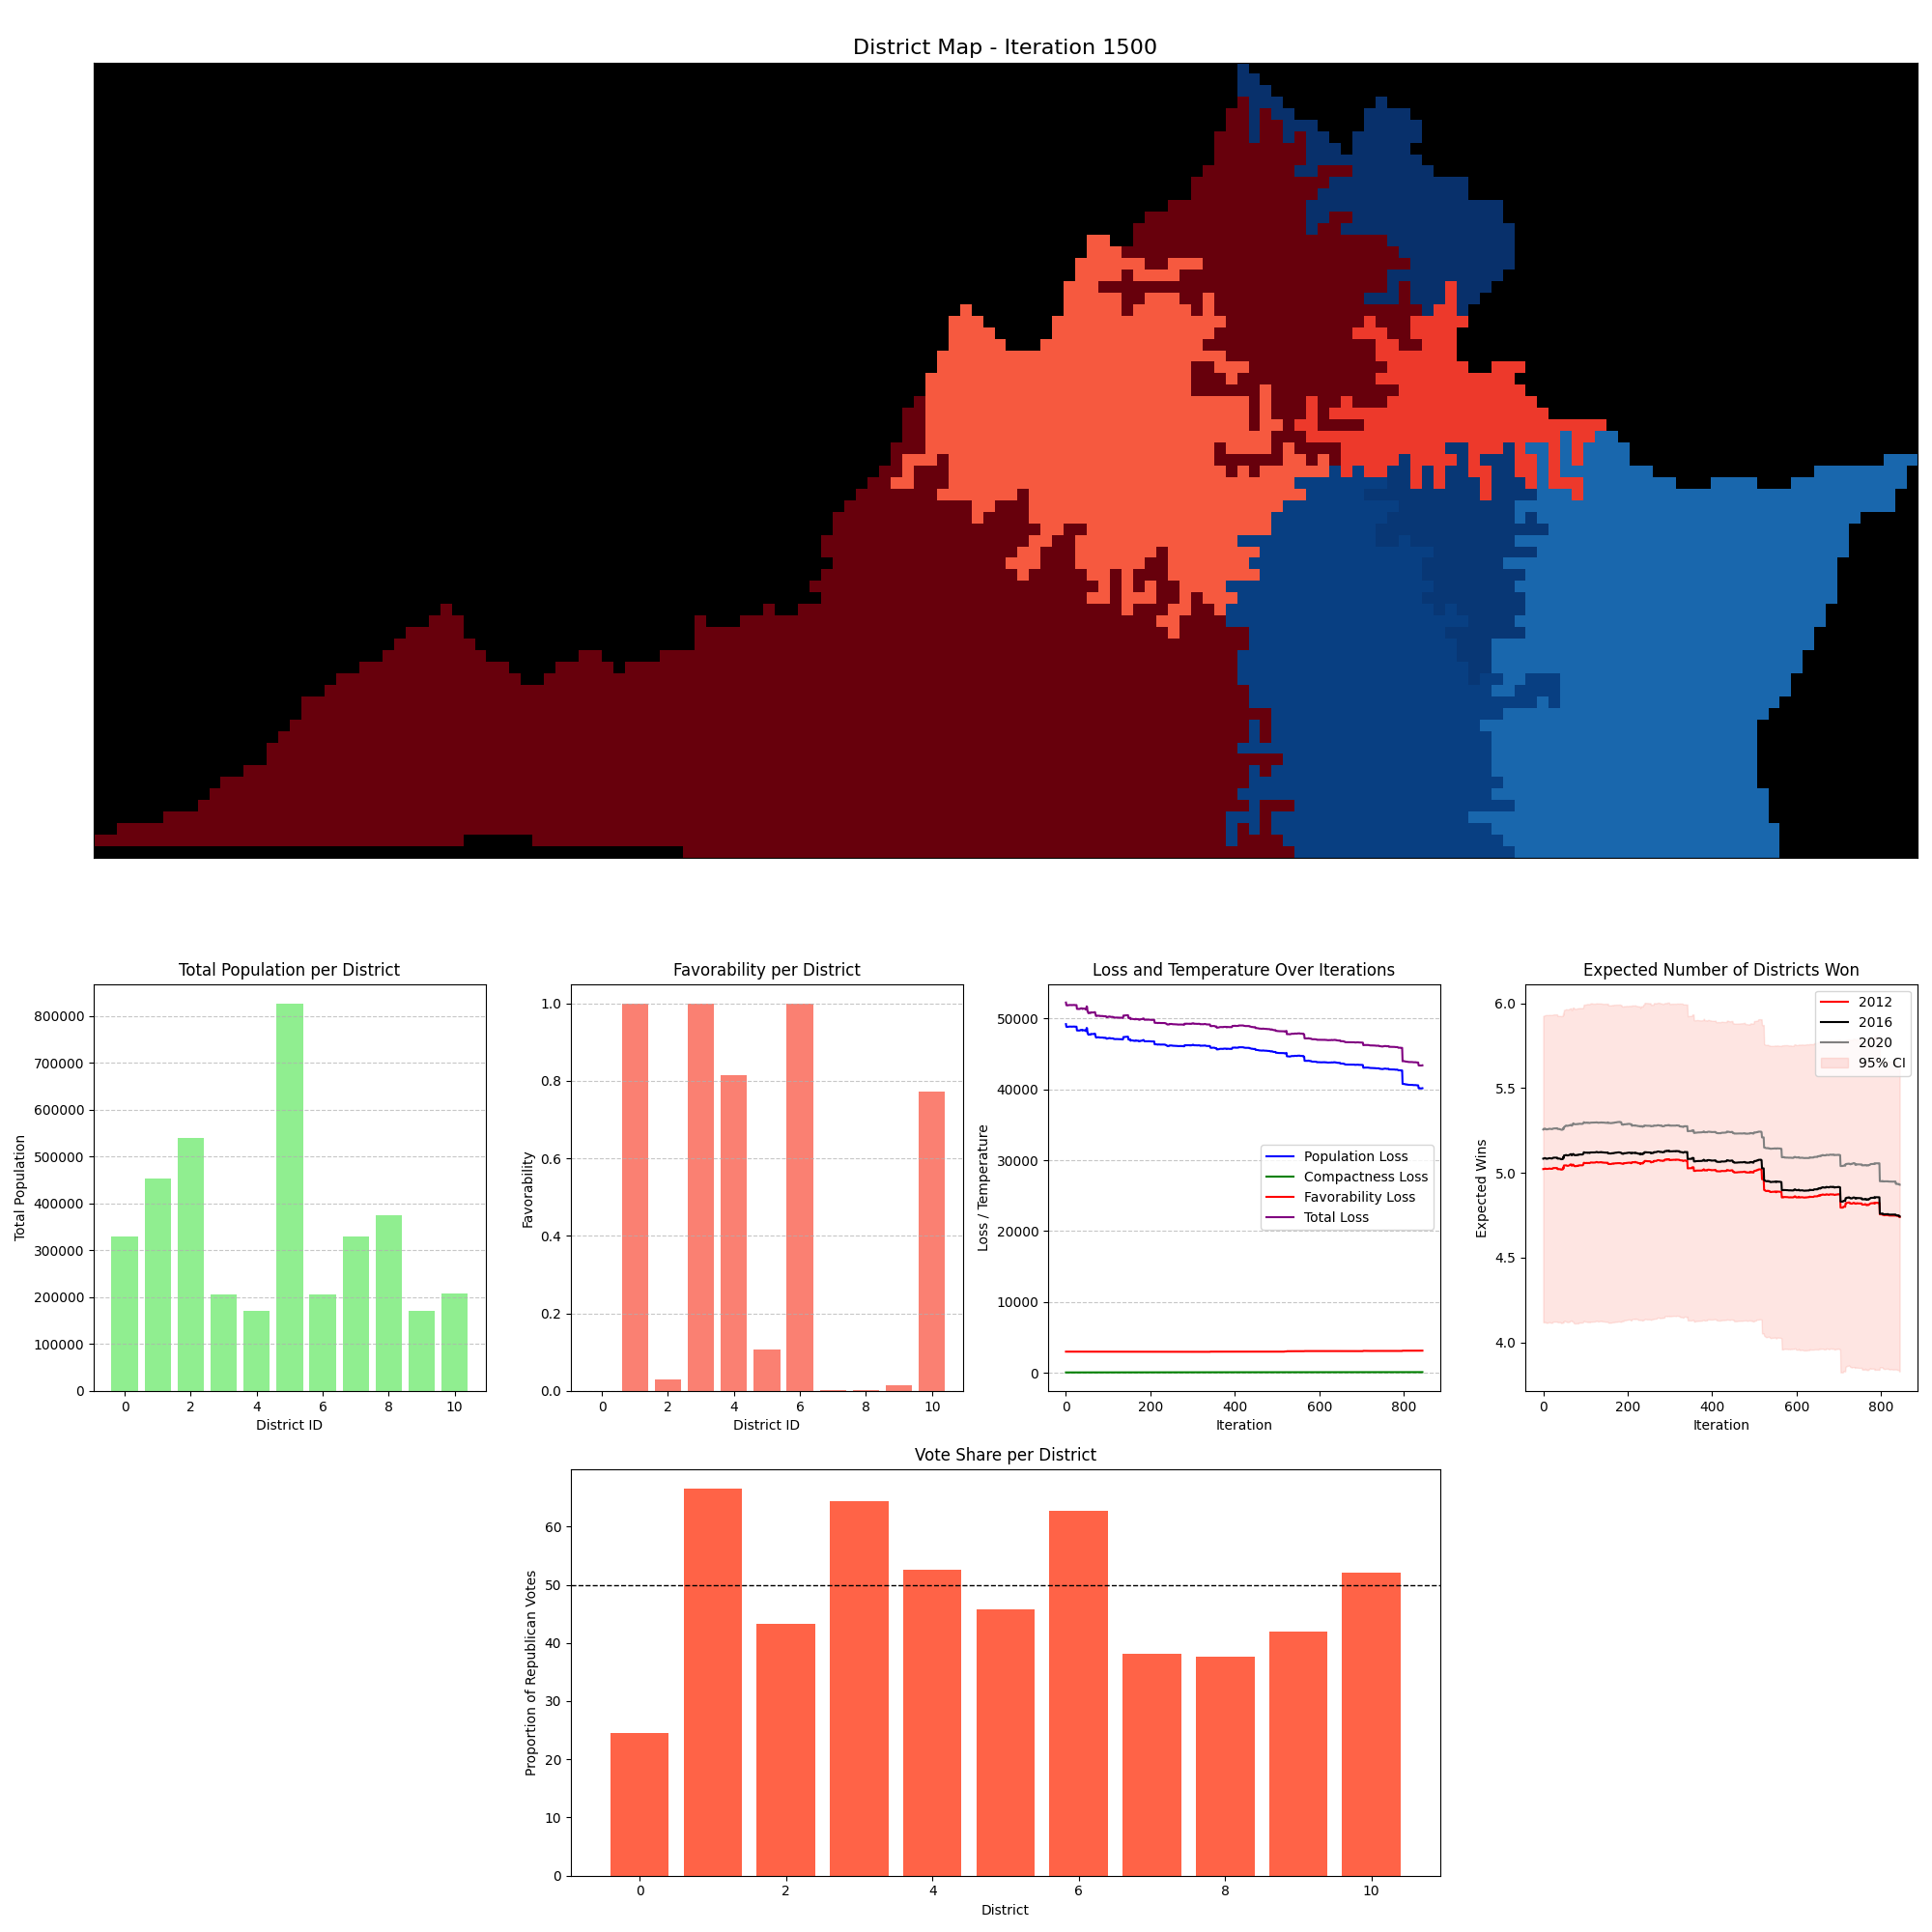 District Map - Iteration 1500
Total Population per District
Total Population
800000
700000
600000
500000
400000
300000
200000
100000
0
0 2 4 6 8 10
District ID
Favorability per District
Favorability
1.0
0.8
0.6
0.4
0.2
0.0
0 2 4 6 8 10
District ID
Loss and Temperature Over Iterations
Loss / Temperature
50000
40000
30000
20000
10000
0
Population Loss
Compactness Loss
Favorability Loss
Total Loss
0 200 400 600 800
Iteration
Expected Number of Districts Won
Expected Wins
6.0
5.5
5.0
4.5
4.0
2012
2016
2020
95% CI
0 200 400 600 800
Iteration
Vote Share per District
Proportion of Republican Votes
60
50
40
30
20
10
0
0 2 4 6 8 10
District